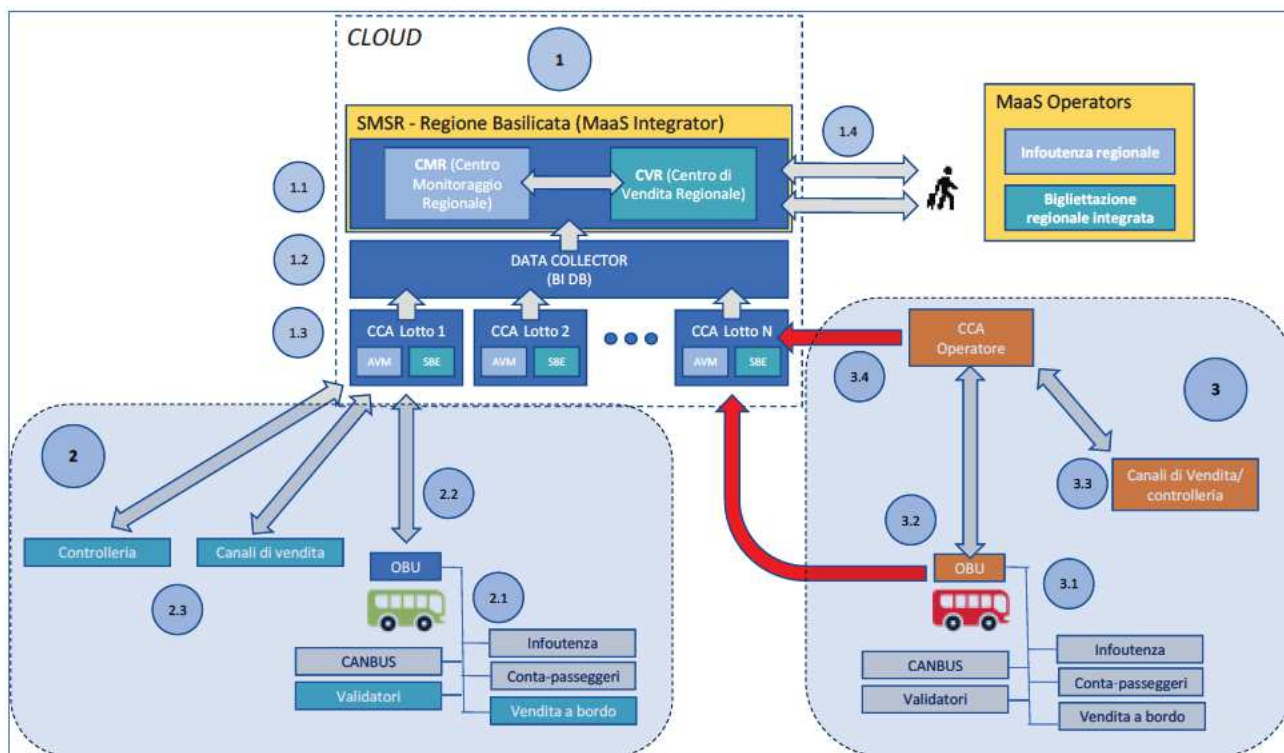 CLOUD
1
SMSR - Regione Basilicata (MaaS Integrator)
1.1
CMR (Centro
Monitoraggio
Regionale)
CVR (Centro di
Vendita Regionale)
1.4
MaaS Operators
Infoutenza regionale
Bigliettazione
regionale integrata
1.2
DATA COLLECTOR
(BI DB)
1.3
CCA Lotto 1
AVM
SBE
CCA Lotto 2
AVM
SBE
CCA Lotto N
AVM
SBE
2
2.2
Controlleria
Canali di vendita
2.3
OBU
2.1
Infoutenza
CANBUS
Conta-passeggeri
Validatori
Vendita a bordo
CCA
Operatore
3.4
3
3.3
Canali di Vendita/
controlleria
3.2
OBU
3.1
Infoutenza
CANBUS
Conta-passeggeri
Validatori
Vendita a bordo